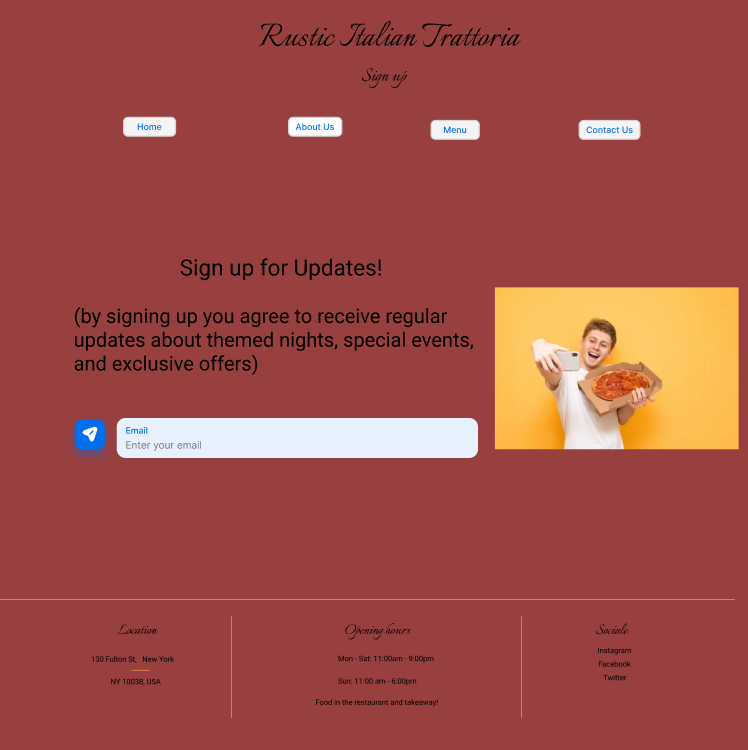 Rustic Italian Trattoria
Sign up
Home
About Us
Menu
Contact Us
Sign up for Updates!
(by signing up you agree to receive regular
updates about themed nights, special events,
and exclusive offers)
Email
Enter your email
Location
130 Fulton St, New York
NY 10038, USA
Opening hours
Mon - Sat: 11:00am - 9:00pm
Sun: 11:00 am - 6:00pm
Food in the restaurant and takeaway!
Sociale
Instagram
Facebook
Twitter